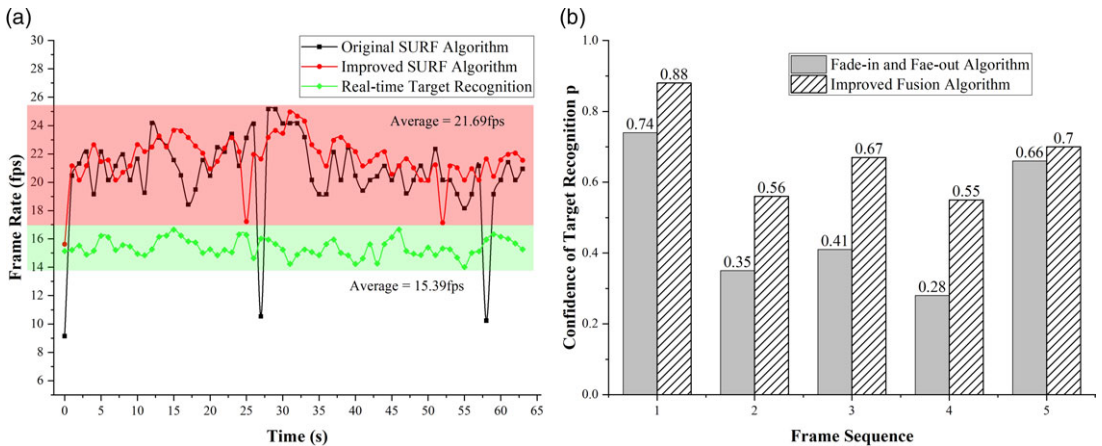 (a)
30
28
26
24
22
20
18
16
14
12
10
8
6
Frame Rate (fps)
Original SURF Algorithm
Improved SURF Algorithm
Real-time Target Recognition
Average = 21.69fps
Average = 15.39fps
0 5 10 15 20 25 30 35 40 45 50 55 60 65
Time (s)
(b)
1.0
0.8
0.6
0.4
0.2
0.0
Confidence of Target Recognition p
Fade-in and Fae-out Algorithm
Improved Fusion Algorithm
0.74 0.88
0.35 0.56
0.41 0.67
0.28 0.55
0.66 0.7
1 2 3 4 5
Frame Sequence